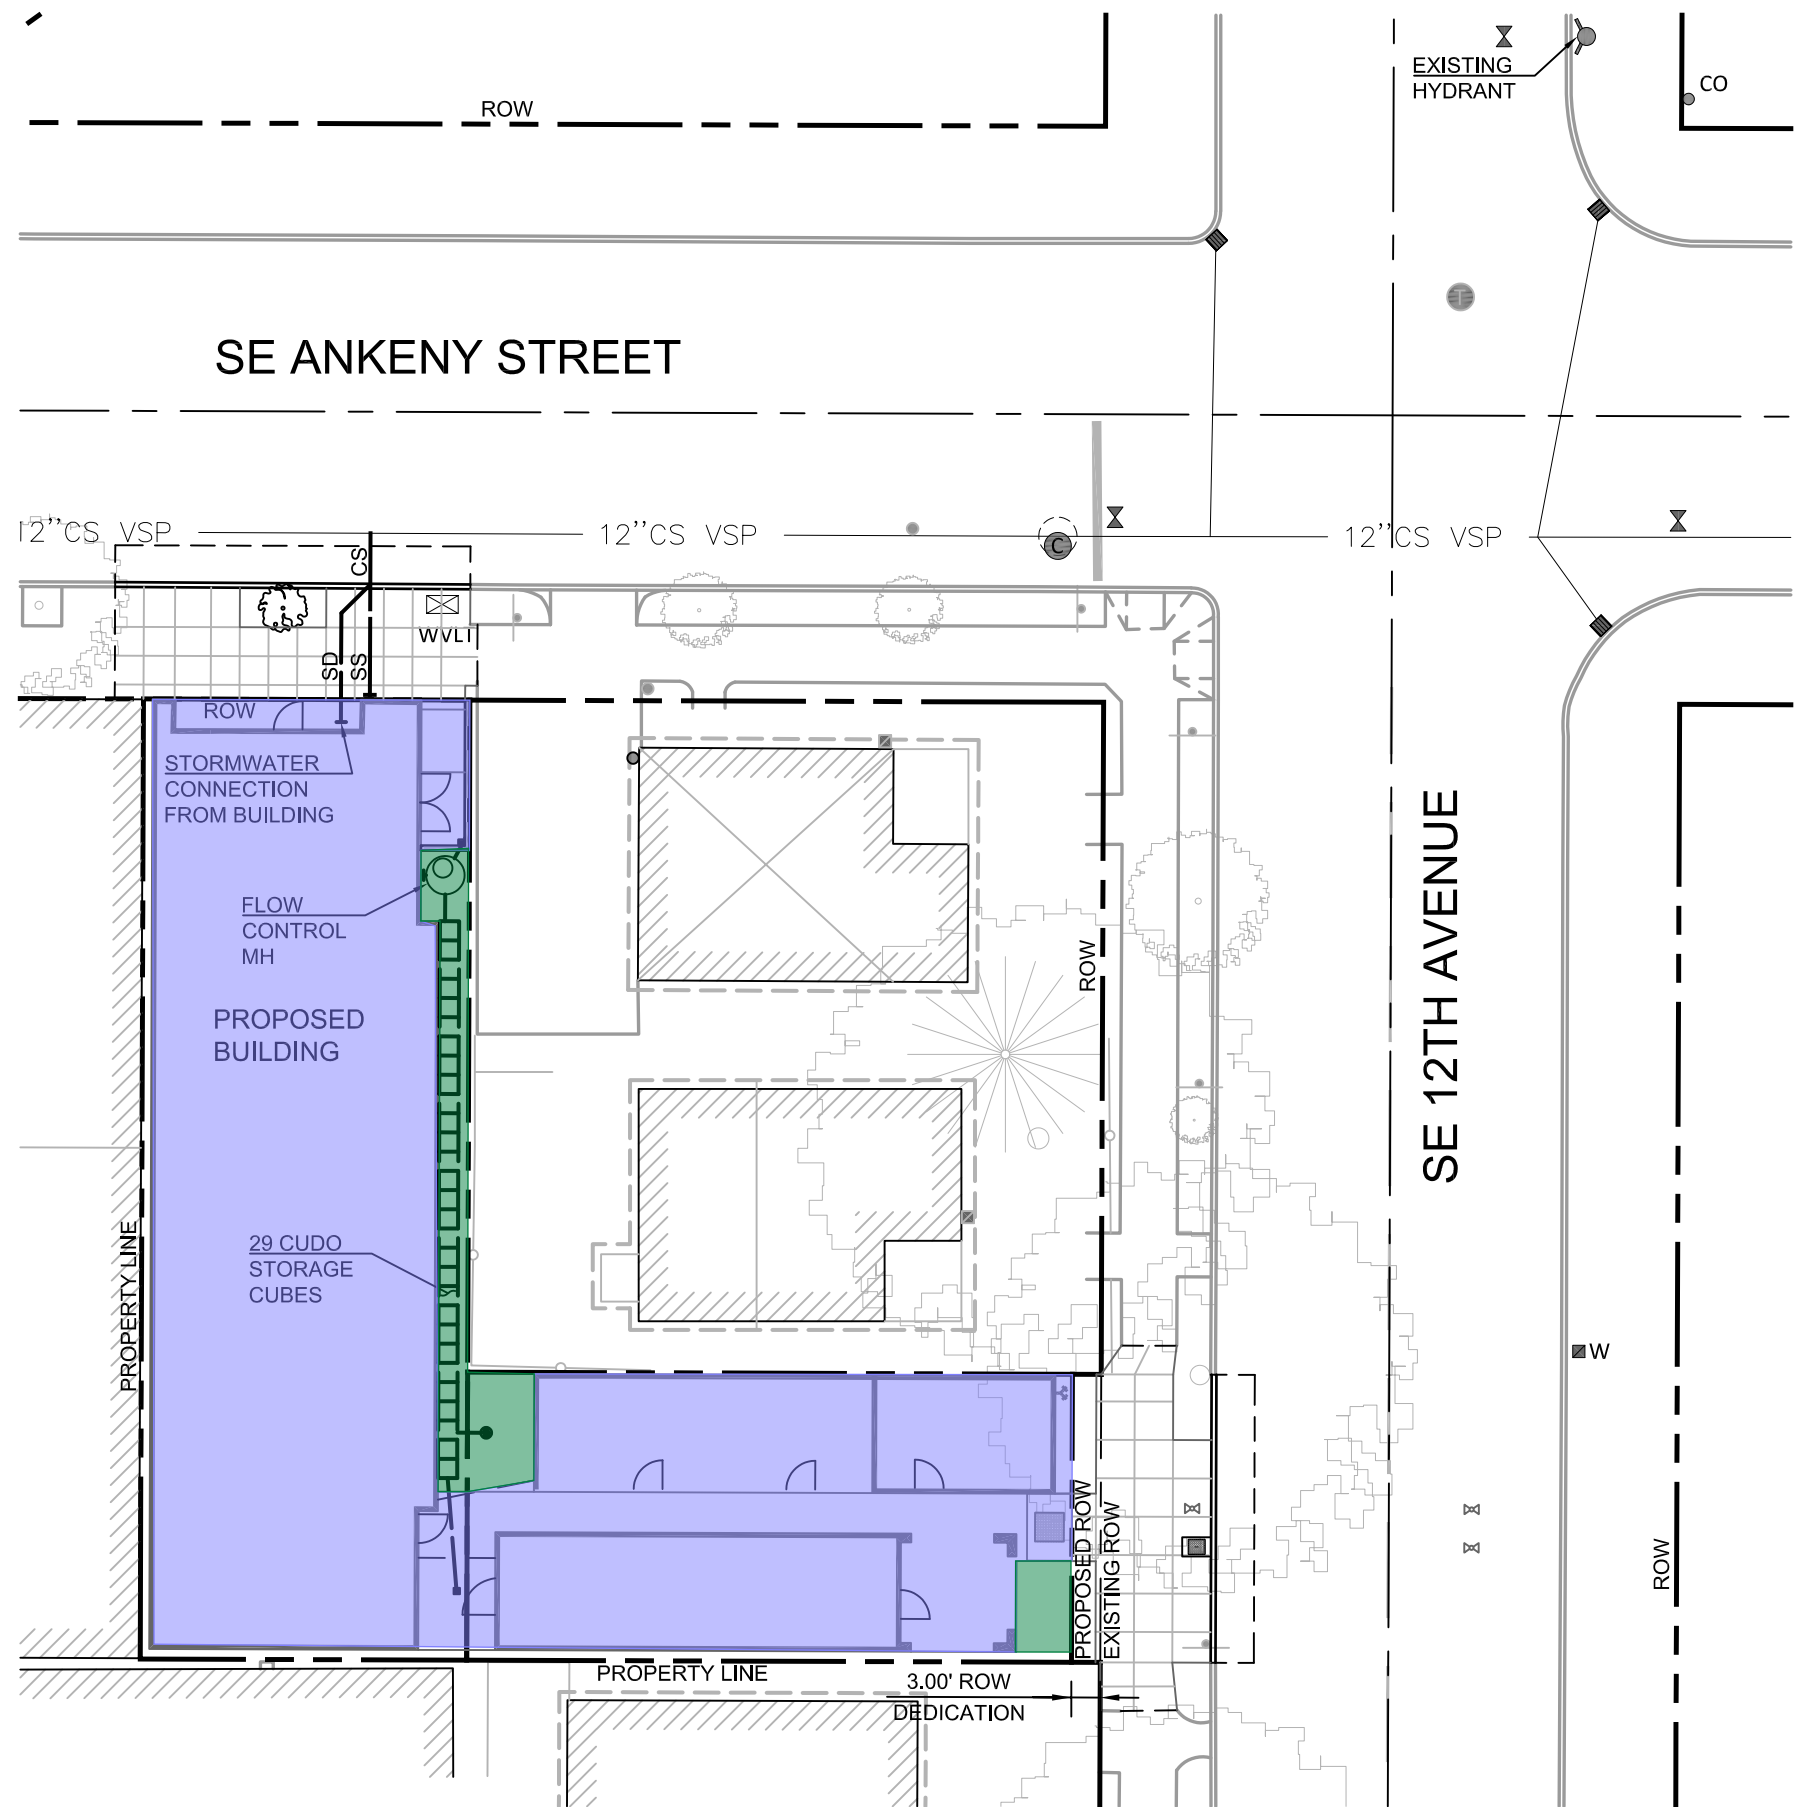 EXISTING
HYDRANT
CO
ROW
T
SE ANKENY STREET
12''CS VSP
12''CS VSP
12''CS VSP
C
CS
WVLT
SD
SS
ROW
STORMWATER
CONNECTION
FROM BUILDING
FLOW
CONTROL
MH
PROPOSED
BUILDING
ROW
SE 12TH AVENUE
29 CUDO
STORAGE
CUBES
PROPERTY LINE
W
PROPOSED ROW
EXISTING ROW
ROW
PROPERTY LINE
3.00' ROW
DEDICATION